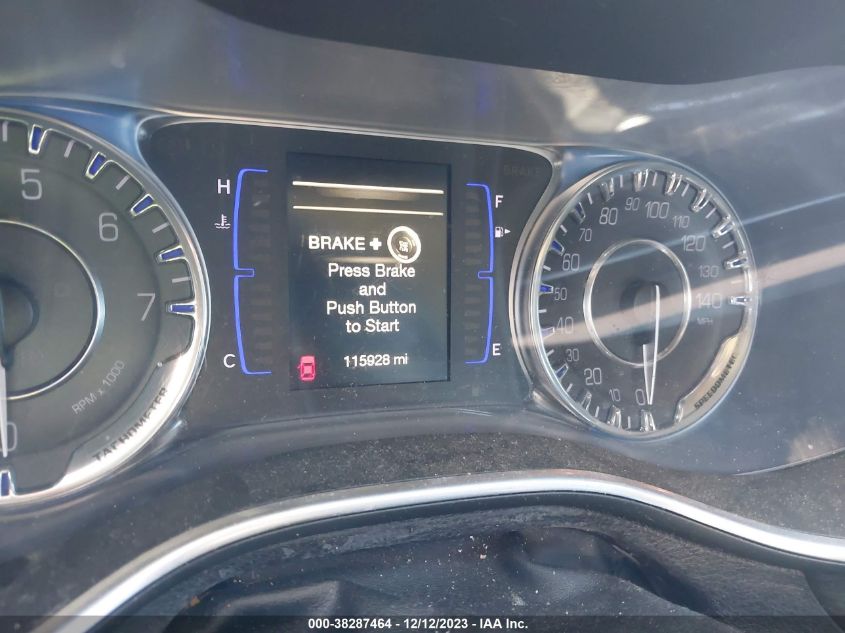 5
6
7
0
RPM x 1000
TACHOMETER
H
C
BRAKE +
Press Brake
and
Push Button
to Start
115928 mi
BRAKE
F
E
0
10
20
30
40
50
60
70
80
90
100
110
120
130
140
MPH
SPEEDOMETER
000-38287464 - 12/12/2023 - IAA Inc.